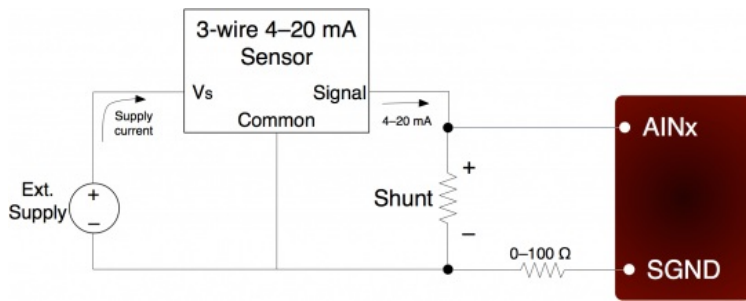 3-wire 4–20 mA
Sensor
Vs
Signal
Common
Supply
current
4–20 mA
AINx
Ext.
Supply
+
–
Shunt
+
–
0–100 Ω
SGND